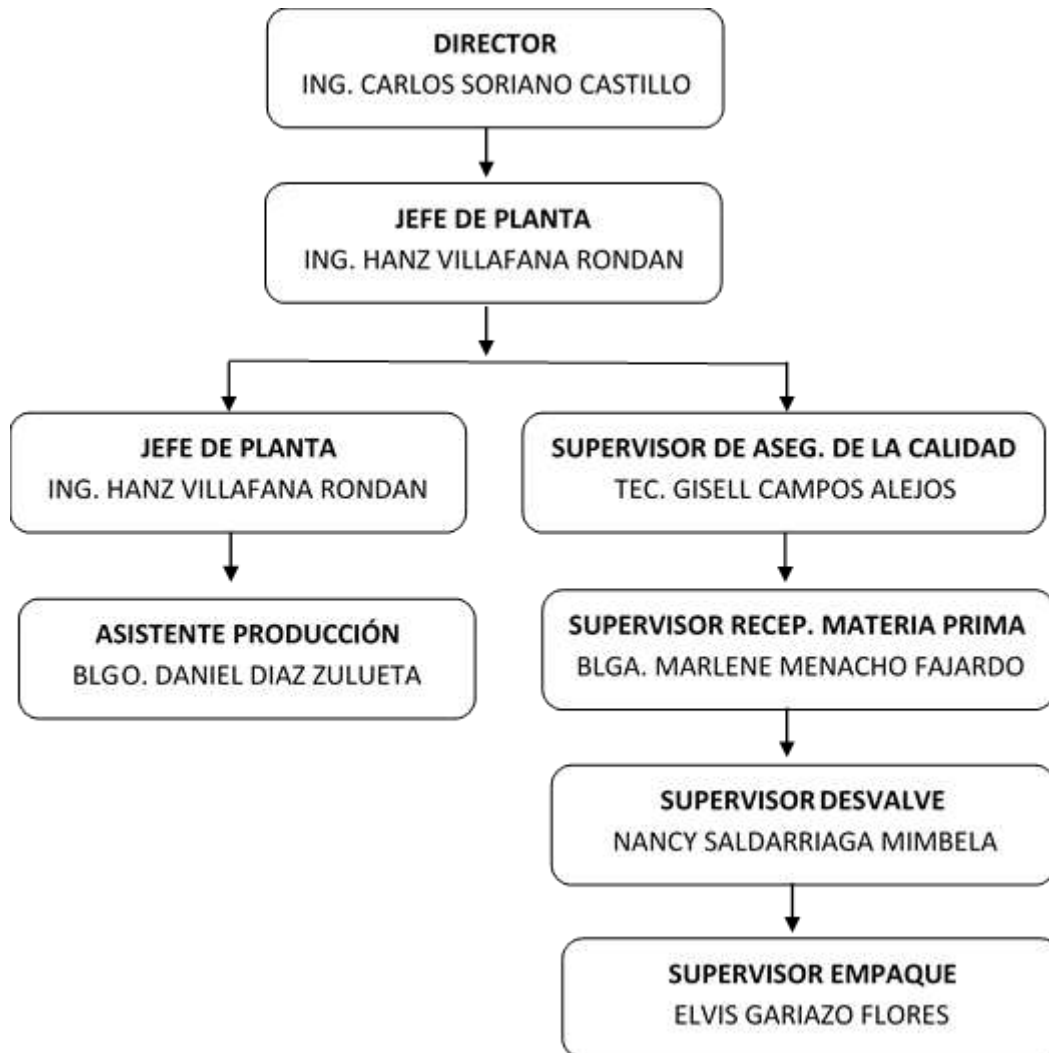 DIRECTOR
ING. CARLOS SORIANO CASTILLO
JEFE DE PLANTA
ING. HANZ VILLAFANA RONDAN
JEFE DE PLANTA
ING. HANZ VILLAFANA RONDAN
ASISTENTE PRODUCCIÓN
BLGO. DANIEL DIAZ ZULUETA
SUPERVISOR DE ASEG. DE LA CALIDAD
TEC. GISELL CAMPOS ALEJOS
SUPERVISOR RECEP. MATERIA PRIMA
BLGA. MARLENE MENACHO FAJARDO
SUPERVISOR DESVALVE
NANCY SALDARRIAGA MIMBELA
SUPERVISOR EMPAQUE
ELVIS GARIAZO FLORES